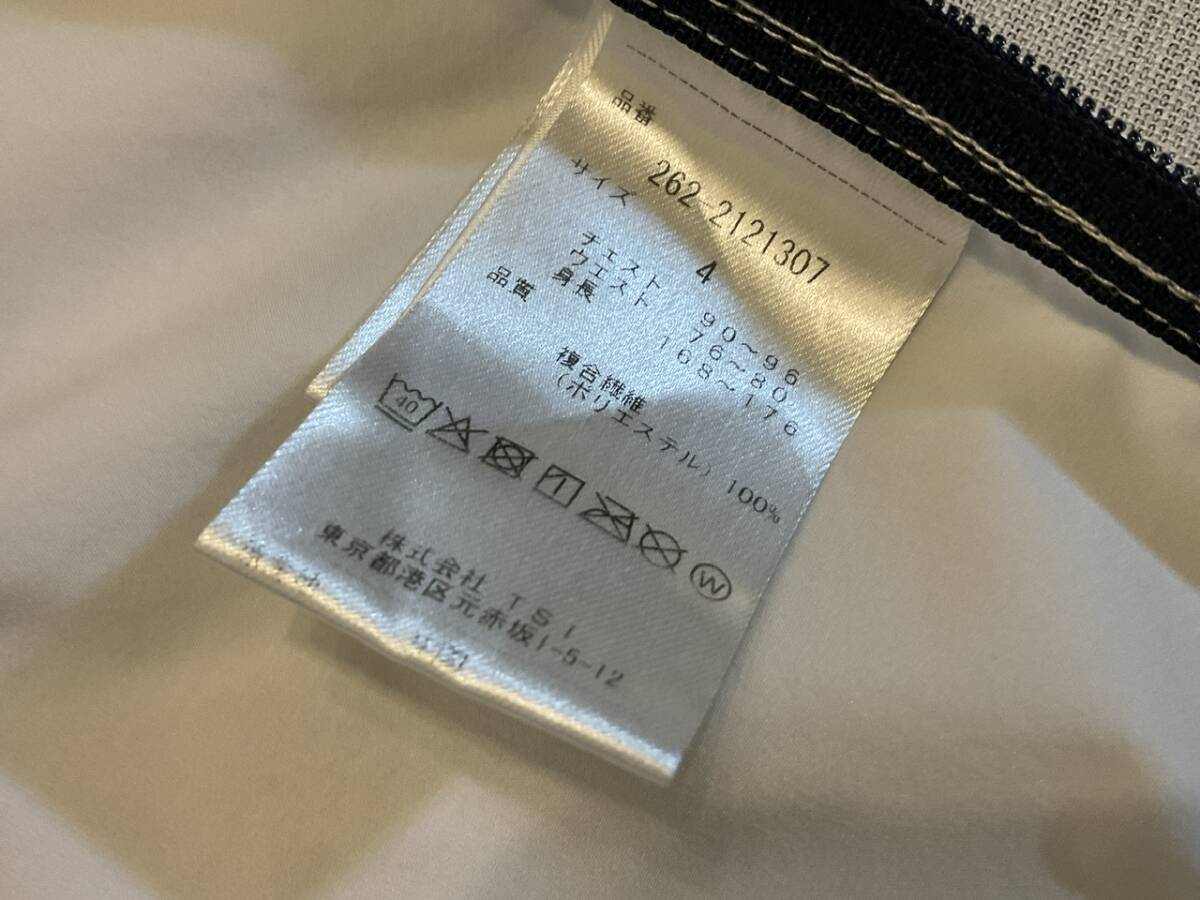 品番
262-2121307
サイズ
4
チェスト 90~96
ウエスト 76~80
身長 168~176
品質
複合繊維
(ポリエステル) 100%
40
W
株式会社 TSI
東京都港区元赤坂1-5-12